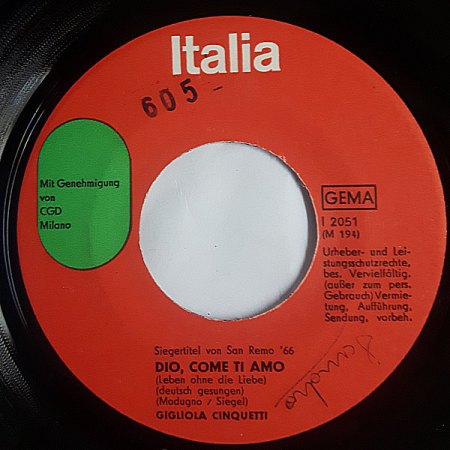 Italia
605-
Mit Genehmigung
von
CGD
Milano
GEMA
I 2051
(M 194)
Urheber- und Lei-
stungsschutzrechte,
bes. Vervielfältig.
(außer zum pers.
Gebrauch) Vermie-
tung, Aufführung,
Sendung, vorbeh.
Siegertitel von San Remo '66
DIO, COME TI AMO
(Leben ohne die Liebe)
(deutsch gesungen)
(Modugno / Siegel)
GIGLIOLA CINQUETTI
Sandro